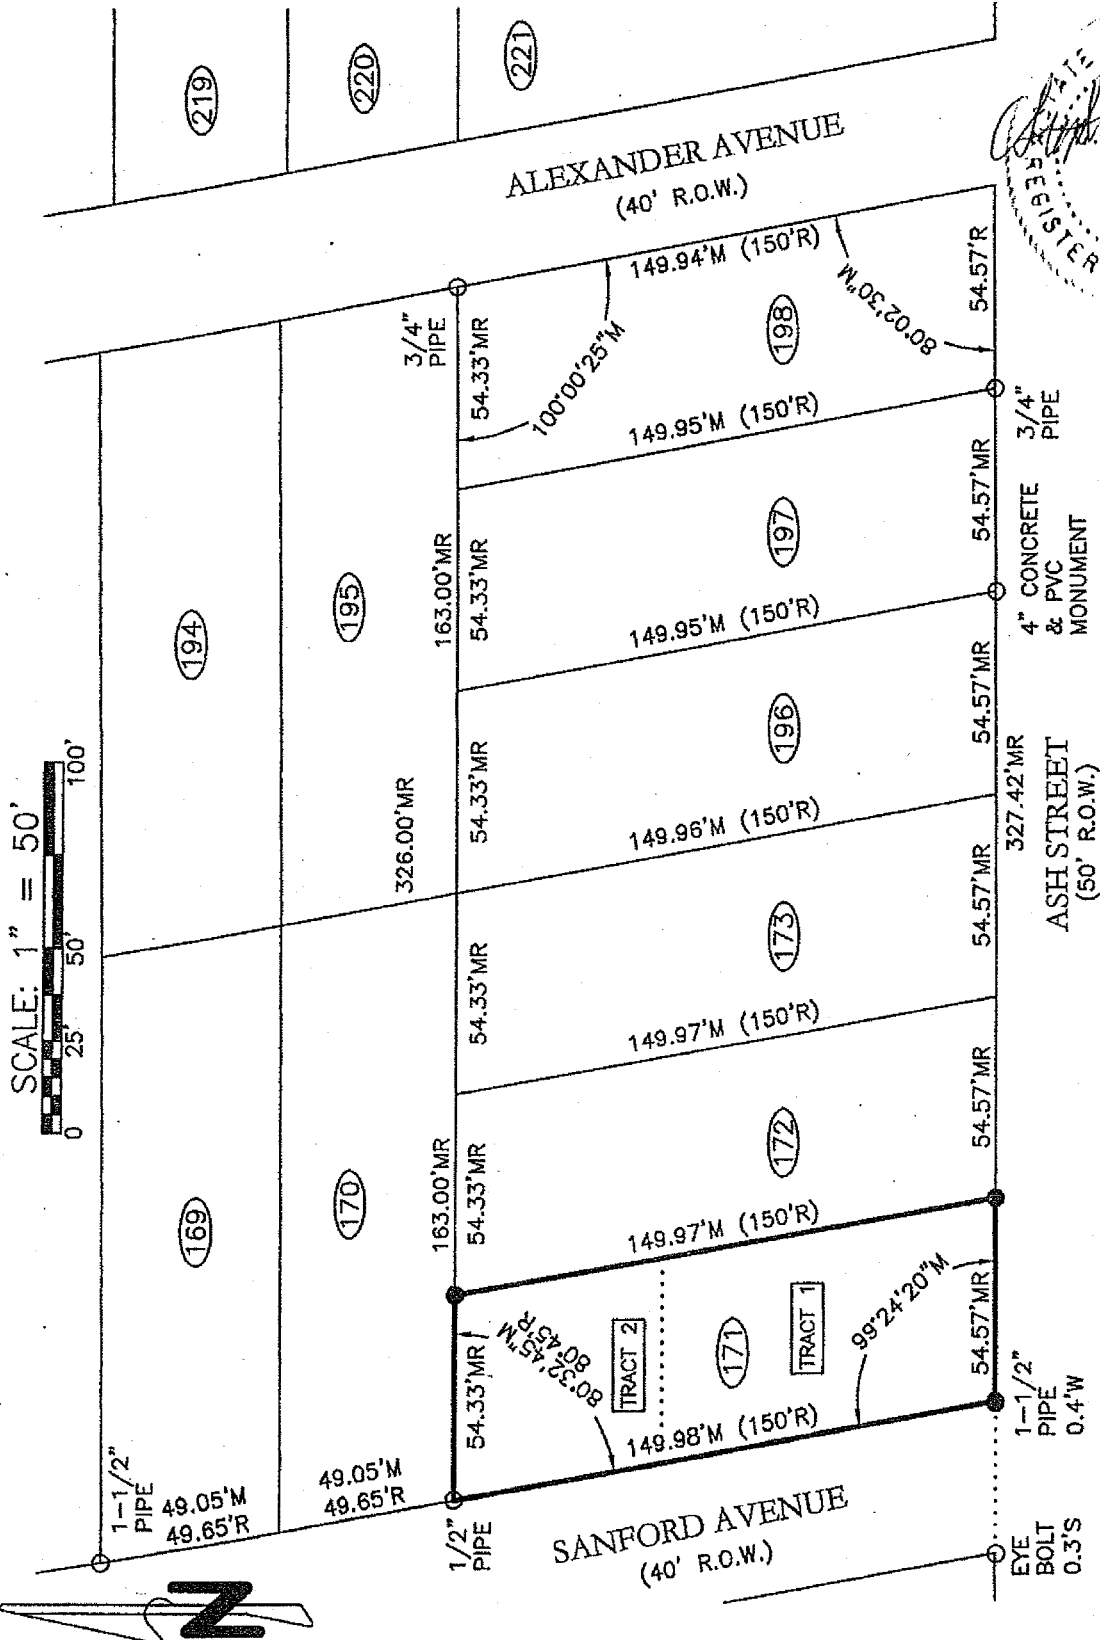 SCALE: 1" = 50'
0
25'
50'
100'
N
219
220
221
ALEXANDER AVENUE
(40' R.O.W.)
194
195
169
170
1-1/2"
PIPE
49.05'M
49.65'R
49.05'M
49.65'R
1/2"
PIPE
326.00'MR
163.00'MR
163.00'MR
3/4"
PIPE
54.33'MR
54.33'MR
54.33'MR
54.33'MR
54.33'MR
54.33'MR
80°32'45"M
80°45'R
100°00'25"M
149.98'M (150'R)
149.97'M (150'R)
149.97'M (150'R)
149.96'M (150'R)
149.95'M (150'R)
149.95'M (150'R)
149.94'M (150'R)
TRACT 2
TRACT 1
171
172
173
196
197
198
99°24'20"M
80°02'30"M
54.57'MR
54.57'MR
54.57'MR
54.57'MR
54.57'MR
54.57'R
SANFORD AVENUE
(40' R.O.W.)
EYE
BOLT
0.3'S
1-1/2"
PIPE
0.4'W
327.42'MR
ASH STREET
(50' R.O.W.)
4" CONCRETE
& PVC
MONUMENT
3/4"
PIPE
REGISTER